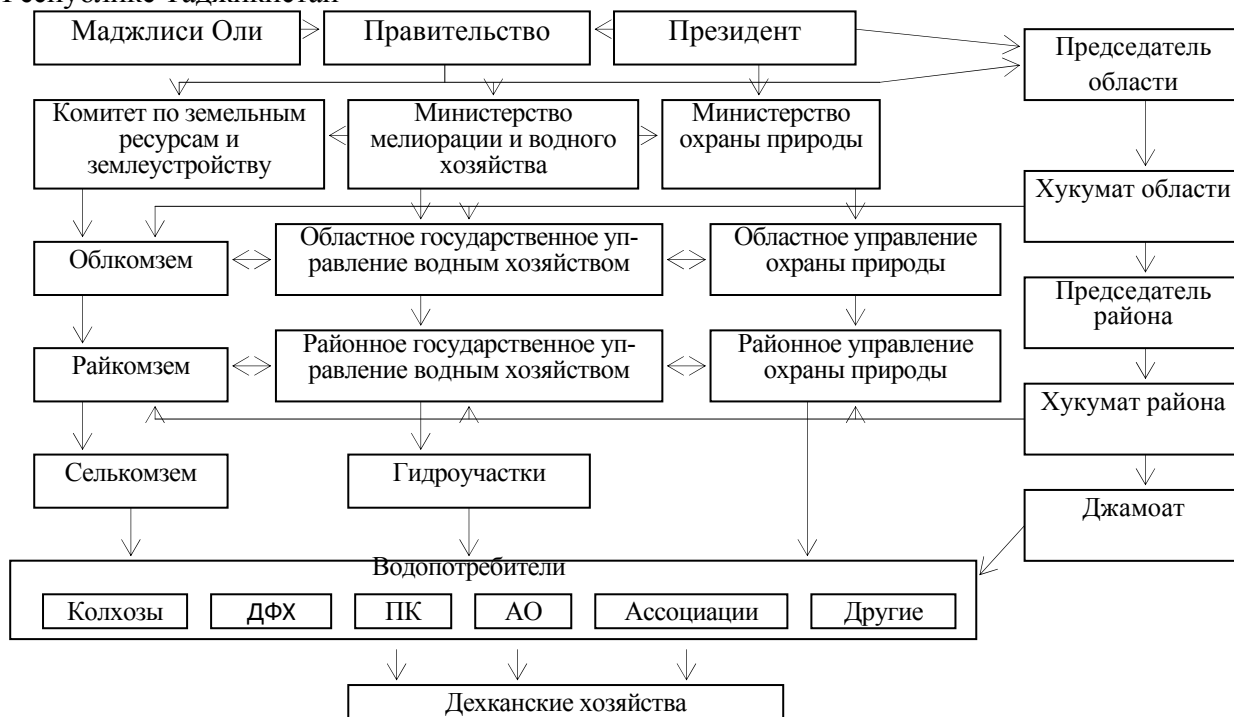 Республике Таджикистан
Маджлиси Оли
Правительство
Президент
Председатель
области
Комитет по земельным
ресурсам и
землеустройству
Министерство
мелиорации и водного
хозяйства
Министерство
охраны природы
Хукумат области
Облкомзем
Областное государственное уп-
равление водным хозяйством
Областное управление
охраны природы
Председатель
района
Райкомзем
Районное государственное уп-
равление водным хозяйством
Районное управление
охраны природы
Хукумат района
Селькомзем
Гидроучастки
Джамоат
Водопотребители
Колхозы
ДФХ
ПК
АО
Ассоциации
Другие
Дехканские хозяйства